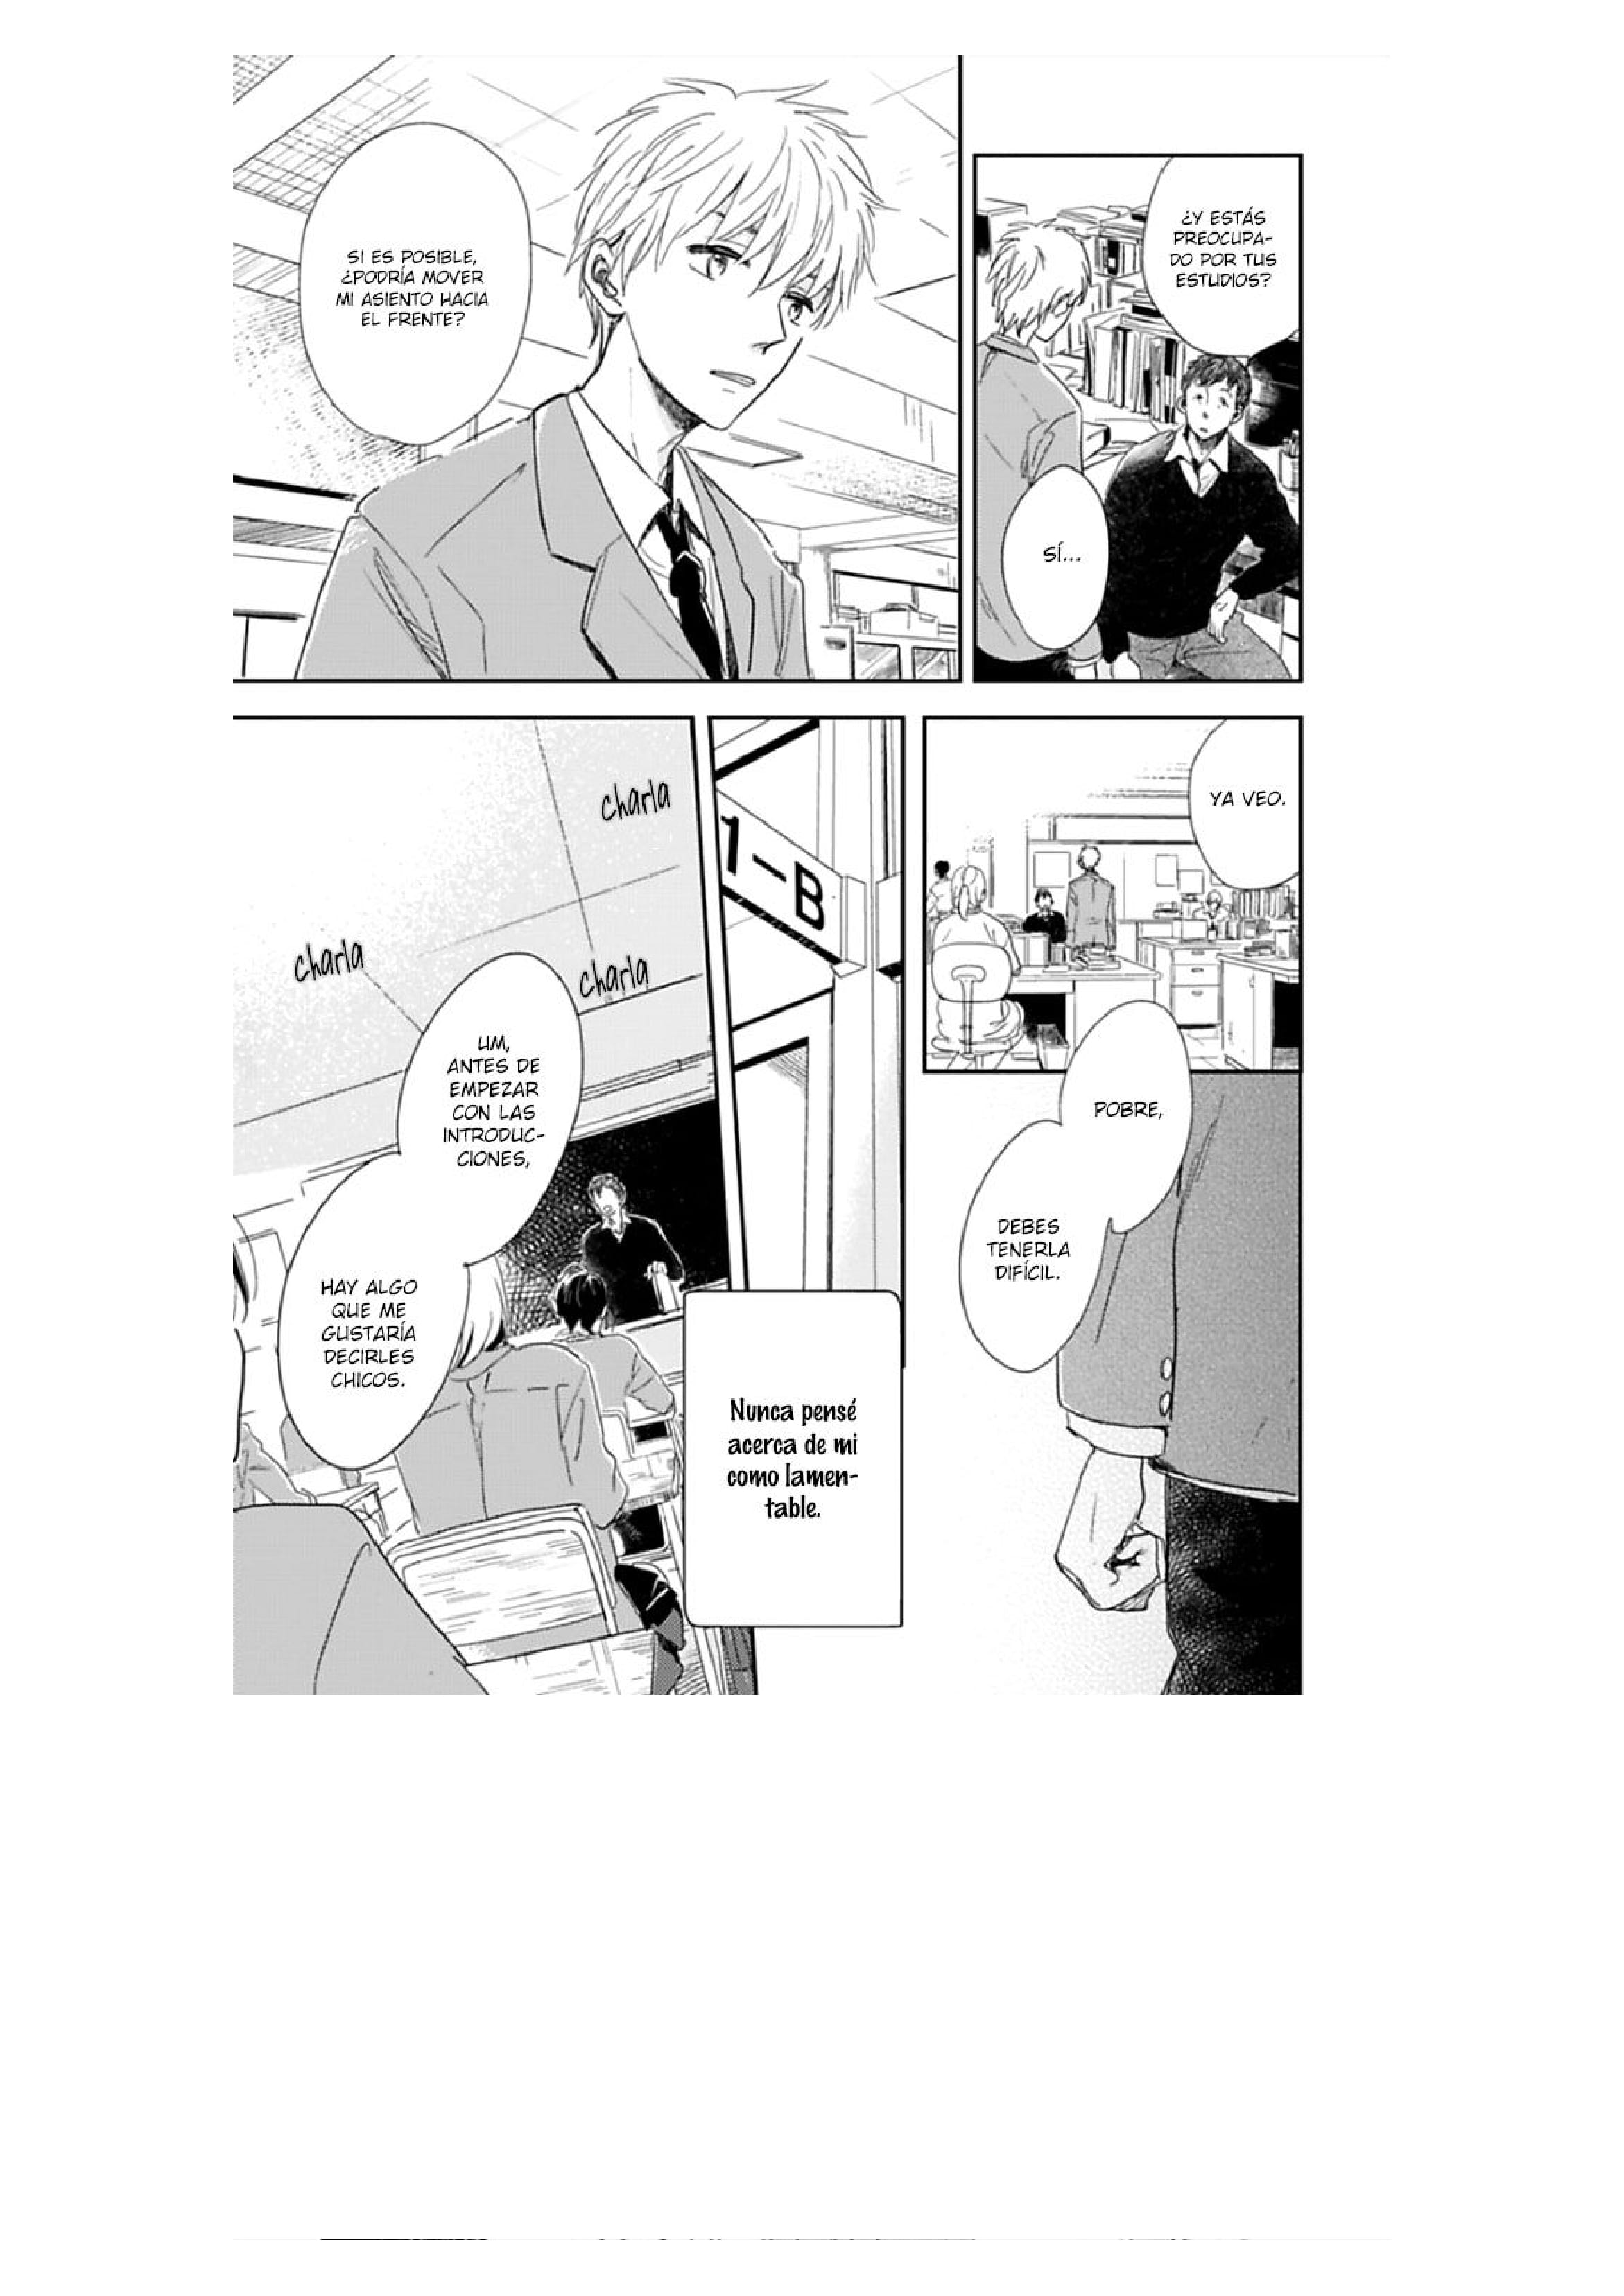 ¿Y ESTÁS
PREOCUPA-
DO POR TUS
ESTUDIOS?
SÍ...
SI ES POSIBLE,
¿PODRÍA MOVER
MI ASIENTO HACIA
EL FRENTE?
YA VEO.
POBRE,
DEBES
TENERLA
DIFÍCIL.
1-B
Nunca pensé
acerca de mi
como lamen-
table.
charla
charla
charla
UM,
ANTES DE
EMPEZAR
CON LAS
INTRODUC-
CIONES,
HAY ALGO
QUE ME
GUSTARÍA
DECIRLES
CHICOS.